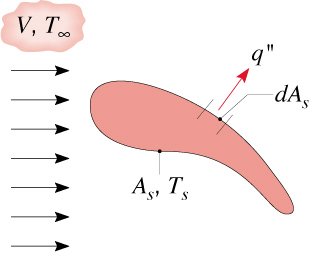 V, T∞
q"
dAₛ
Aₛ, Tₛ